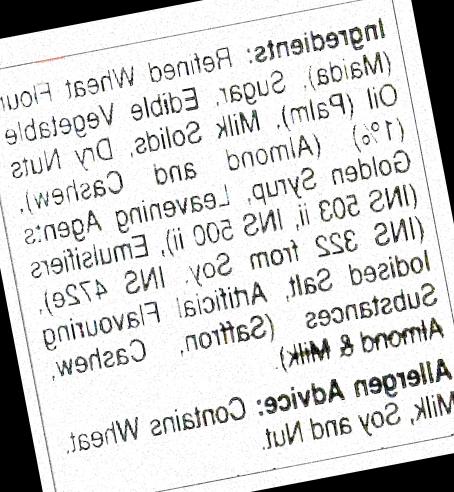 Ingredients: Refined Wheat Flour
(Maida), Sugar, Edible Vegetable
Oil (Palm), Milk Solids, Dry Nuts
(1%) (Almond and Cashew),
Golden Syrup, Leavening Agents
(INS 503 ii, INS 500 ii), Emulsifiers
(INS 322 from Soy, INS 472e),
Iodised Salt, Artificial Flavouring
Substances (Saffron, Cashew,
Almond & Milk).
Allergen Advice: Contains Wheat,
Milk, Soy and Nut.